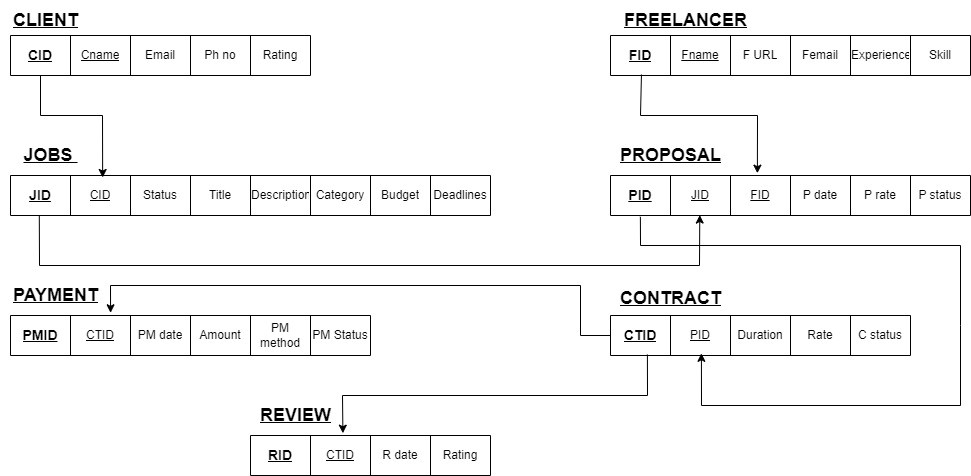 CLIENT
CID Cname Email Ph no Rating
FREELANCER
FID Fname F URL Femail Experience Skill
JOBS
JID CID Status Title Description Category Budget Deadlines
PROPOSAL
PID JID FID P date P rate P status
PAYMENT
PMID CTID PM date Amount PM method PM Status
CONTRACT
CTID PID Duration Rate C status
REVIEW
RID CTID R date Rating